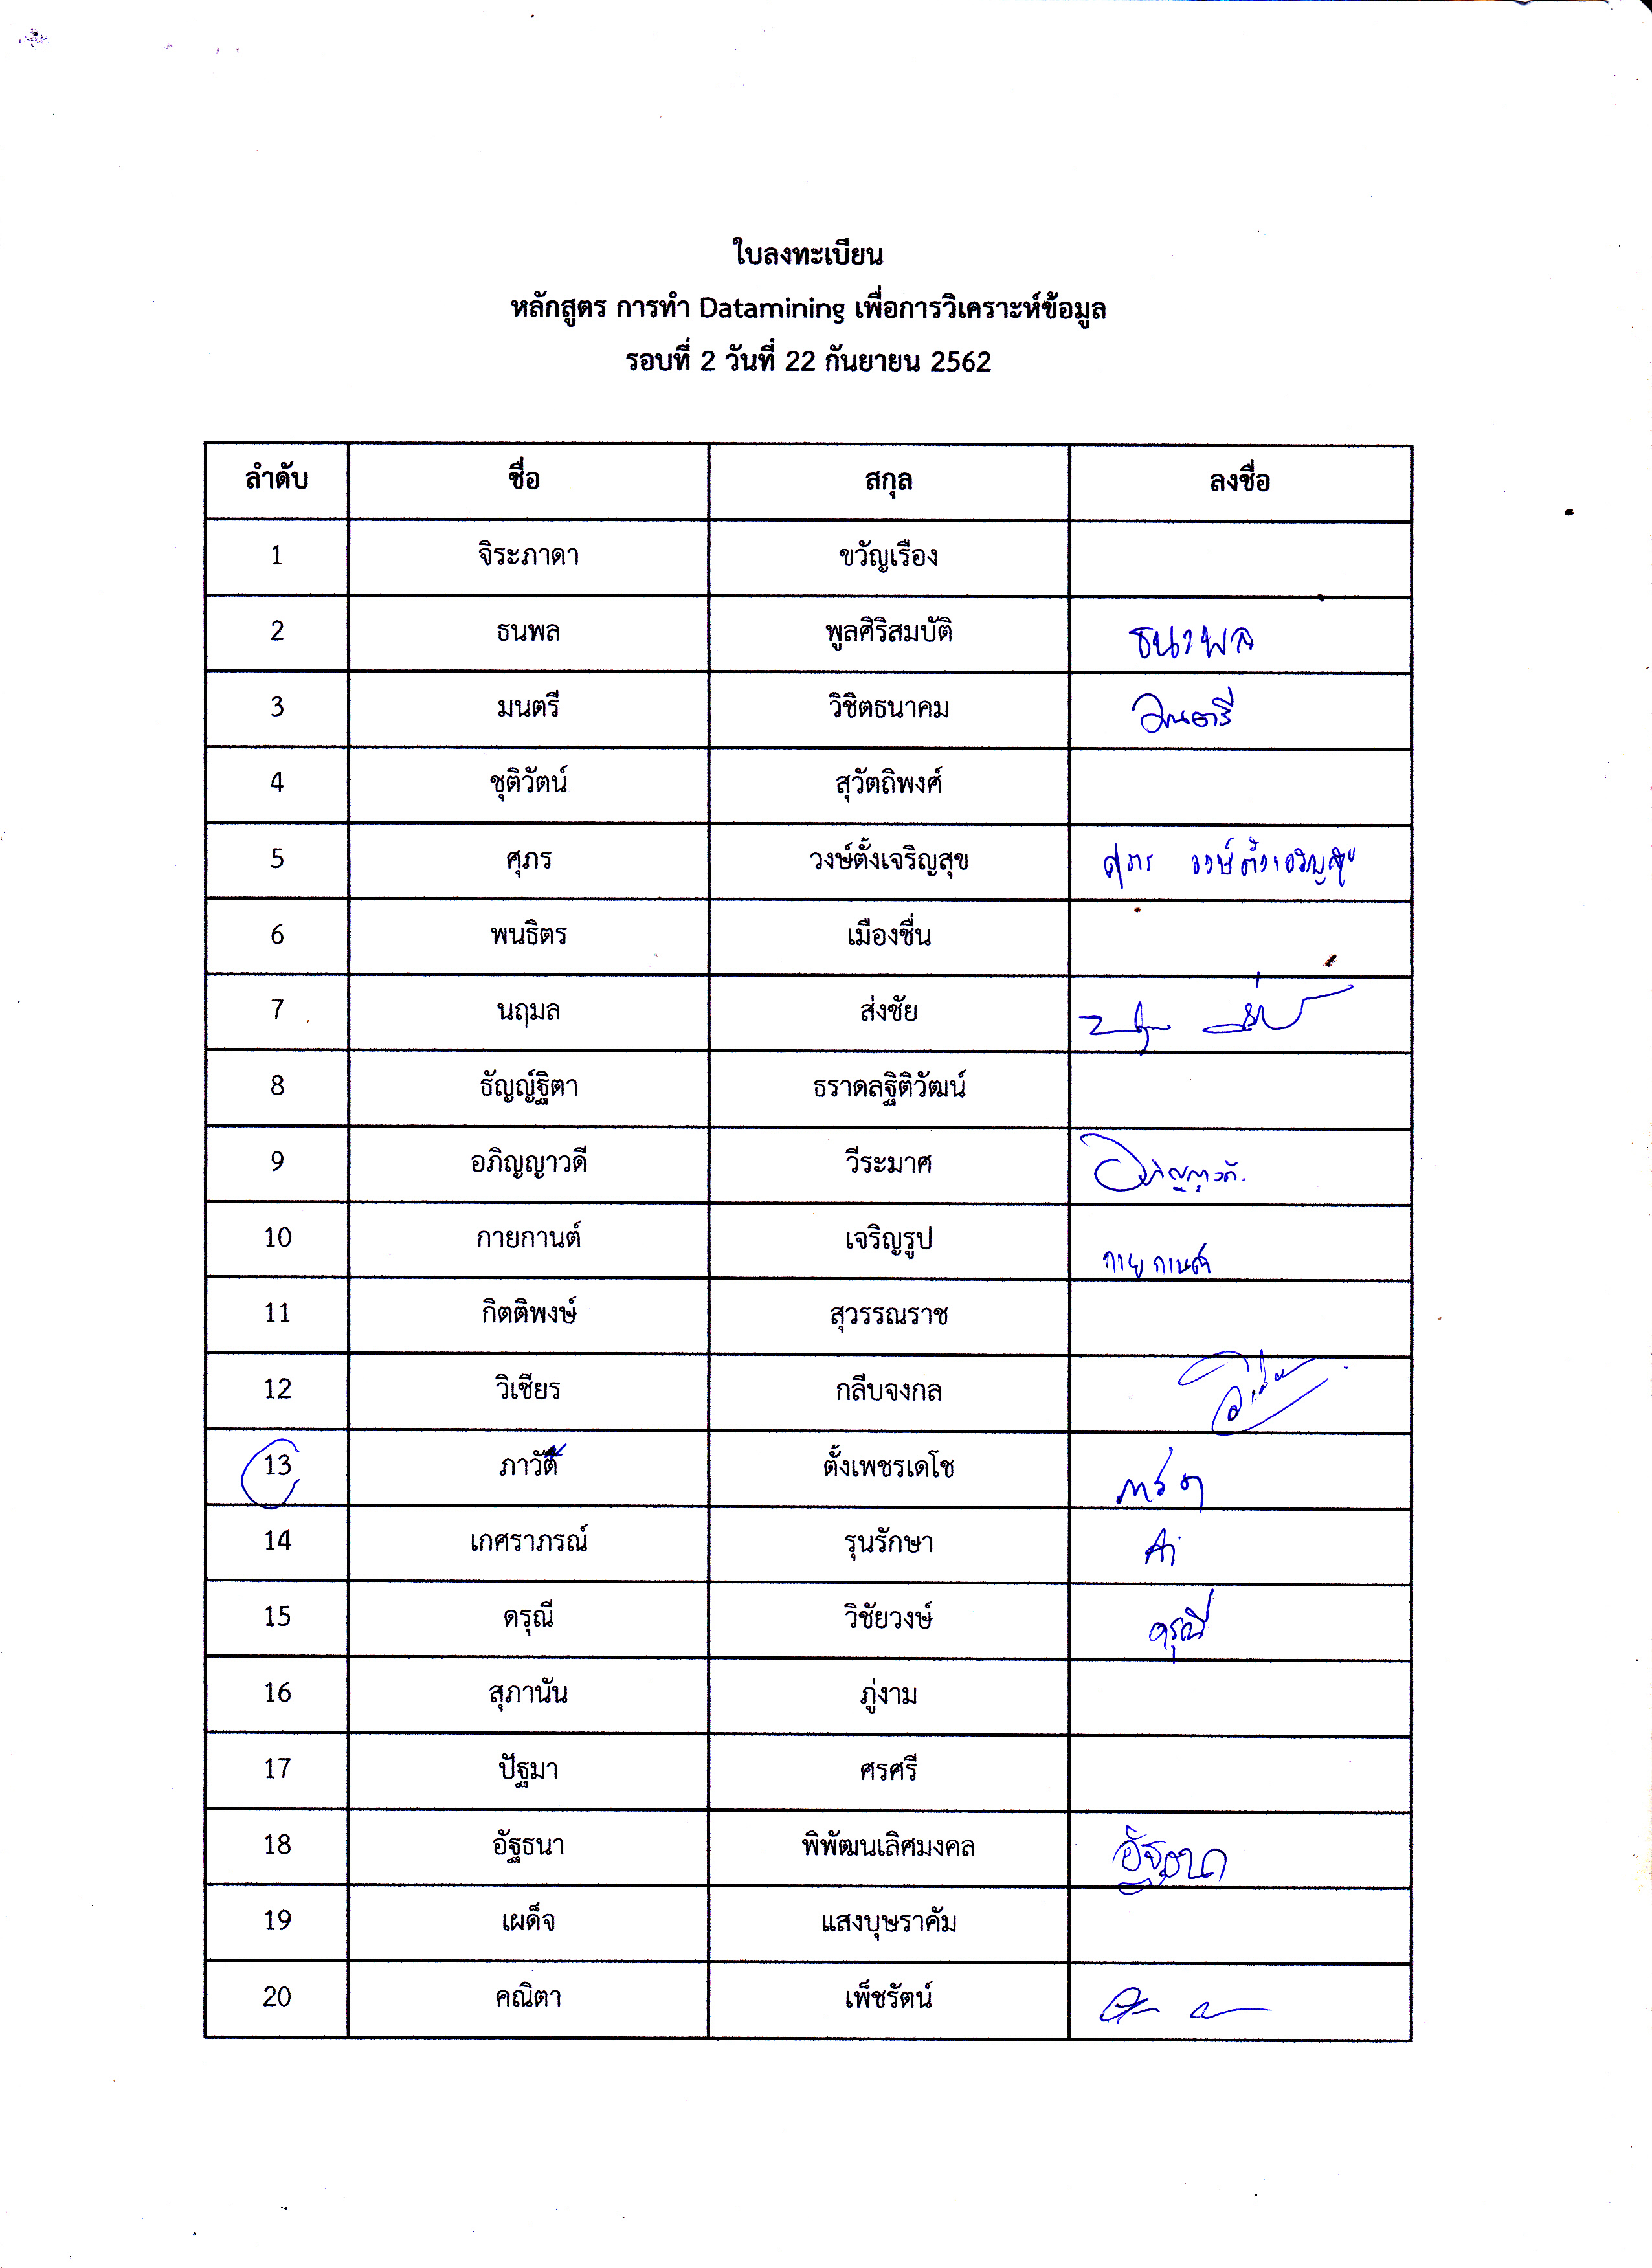 ใบลงทะเบียน
หลักสูตร การทำ Datamining เพื่อการวิเคราะห์ข้อมูล
รอบที่ 2 วันที่ 22 กันยายน 2562
ลำดับ ชื่อ สกุล ลงชื่อ
1 จิระภาดา ขวัญเรือง
2 ธนพล พูลศิริสมบัติ ธนาพล
3 มนตรี วิชิตธนาคม มนตรี
4 ชุติวัตน์ สุวัตถิพงศ์
5 ศุภร วงษ์ตั้งเจริญสุข ศุภร วงษ์ตั้งเจริญสุข
6 พนธิตร เมืองชื่น
7 นฤมล ส่งชัย
8 ธัญญ์ฐิตา ธราดลฐิติวัฒน์
9 อภิญญาวดี วีระมาศ อภิญญาวดี
10 กายกานต์ เจริญรูป กายกานต์
11 กิตติพงษ์ สุวรรณราช
12 วิเชียร กลีบจงกล
13 ภาวัต ตั้งเพชรเดโช
14 เกศราภรณ์ รุนรักษา
15 ดรุณี วิชัยวงษ์ ดรุณี
16 สุภานัน ภู่งาม
17 ปัฐมา ศรศรี
18 อัฐธนา พิพัฒนเลิศมงคล อัฐธนา
19 เผด็จ แสงบุษราคัม
20 คณิตา เพ็ชรัตน์